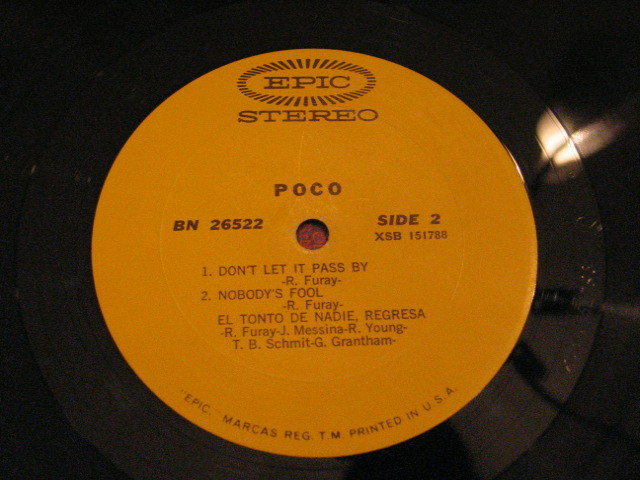 EPIC
STEREO
POCO
BN 26522 SIDE 2
XSB 151788
1. DON'T LET IT PASS BY
-R. Furay-
2. NOBODY'S FOOL
-R. Furay-
EL TONTO DE NADIE, REGRESA
-R. Furay-J. Messina-R. Young-
T. B. Schmit-G. Grantham-
"EPIC," MARCAS REG. T.M. PRINTED IN U.S.A.